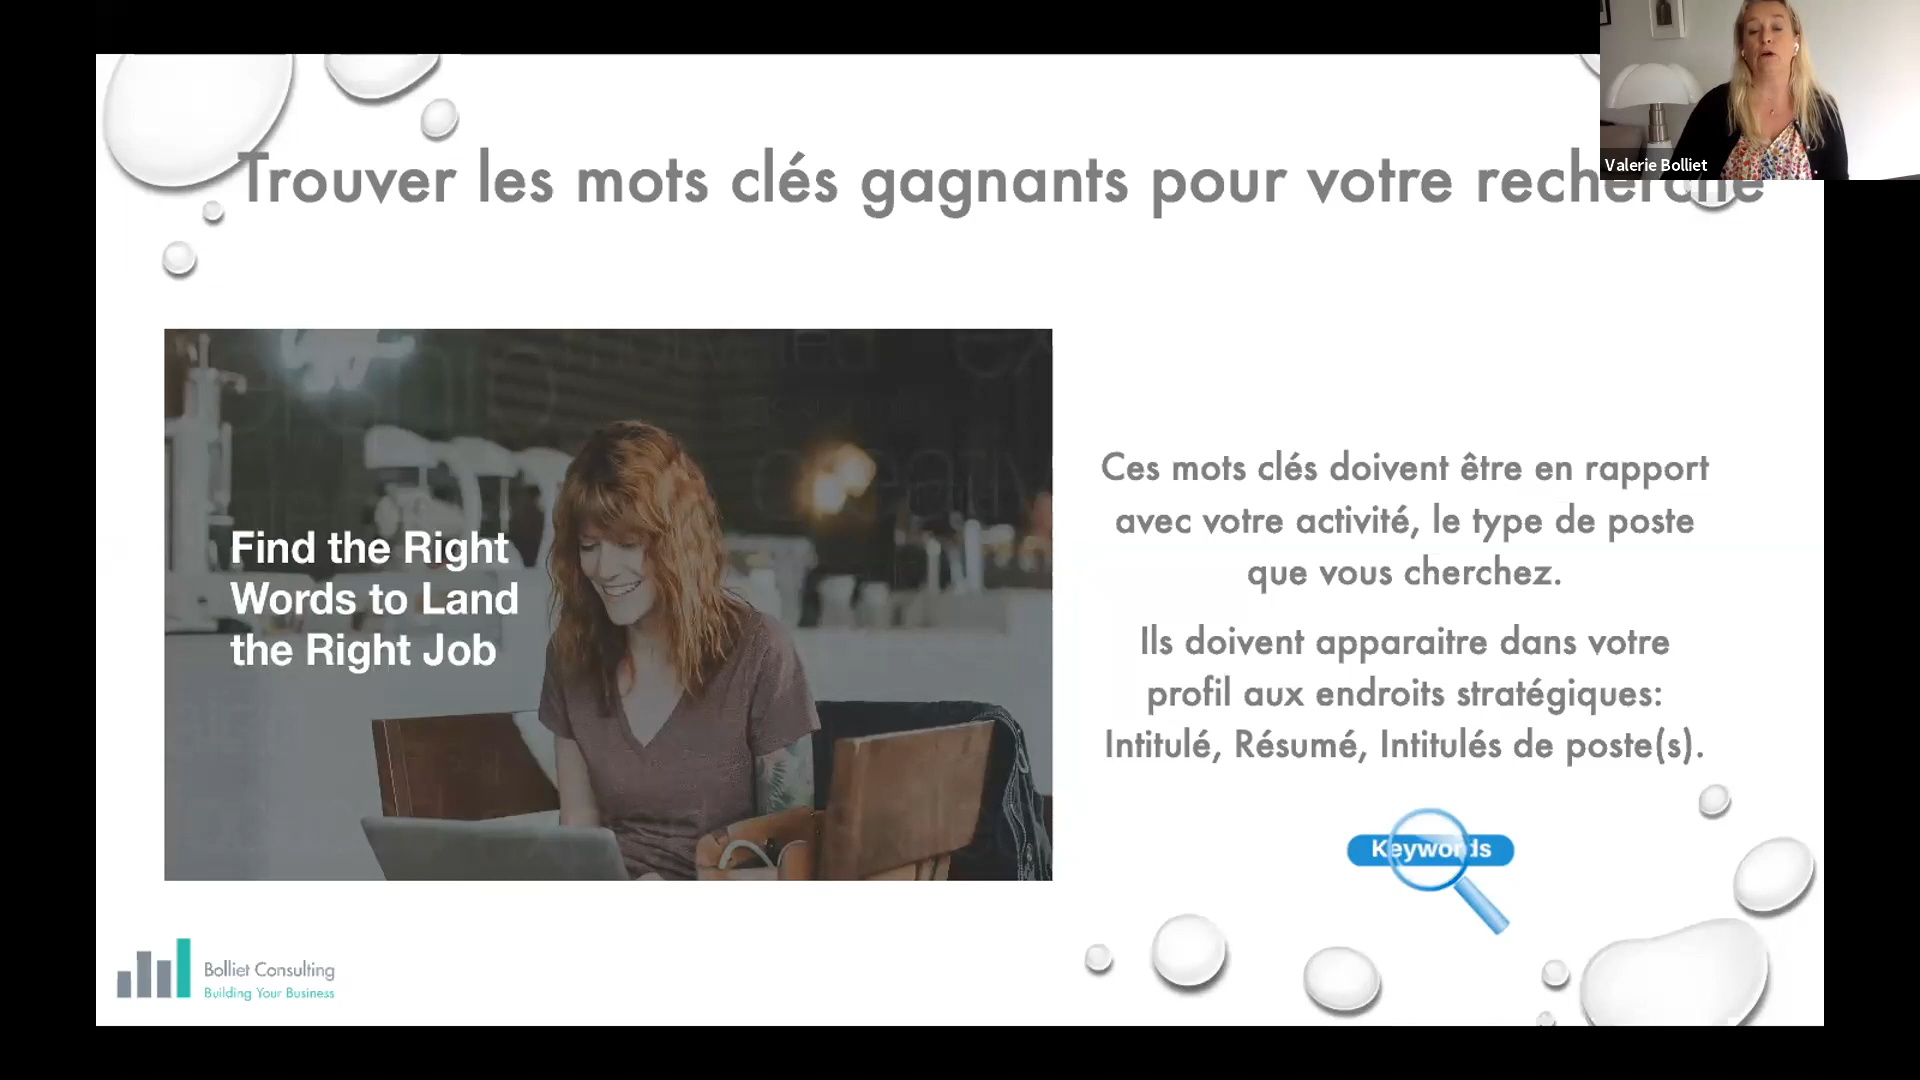 Valerie Bolliet
Trouver les mots clés gagnants pour votre recherche
Find the Right
Words to Land
the Right Job
Ces mots clés doivent être en rapport
avec votre activité, le type de poste
que vous cherchez.
Ils doivent apparaitre dans votre
profil aux endroits stratégiques:
Intitulé, Résumé, Intitulés de poste(s).
Keywords
Bolliet Consulting
Building Your Business